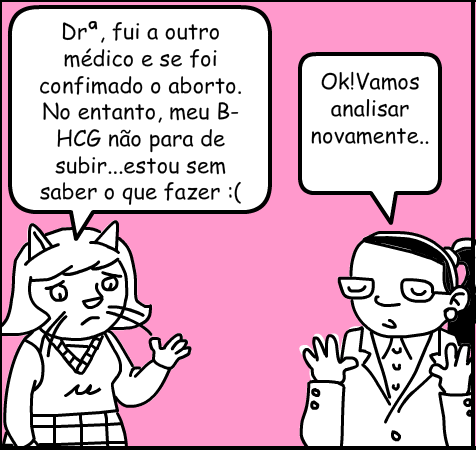 Drª, fui a outro
médico e se foi
confimado o aborto.
No entanto, meu B-
HCG não para de
subir...estou sem
saber o que fazer :(
Ok!Vamos
analisar
novamente..